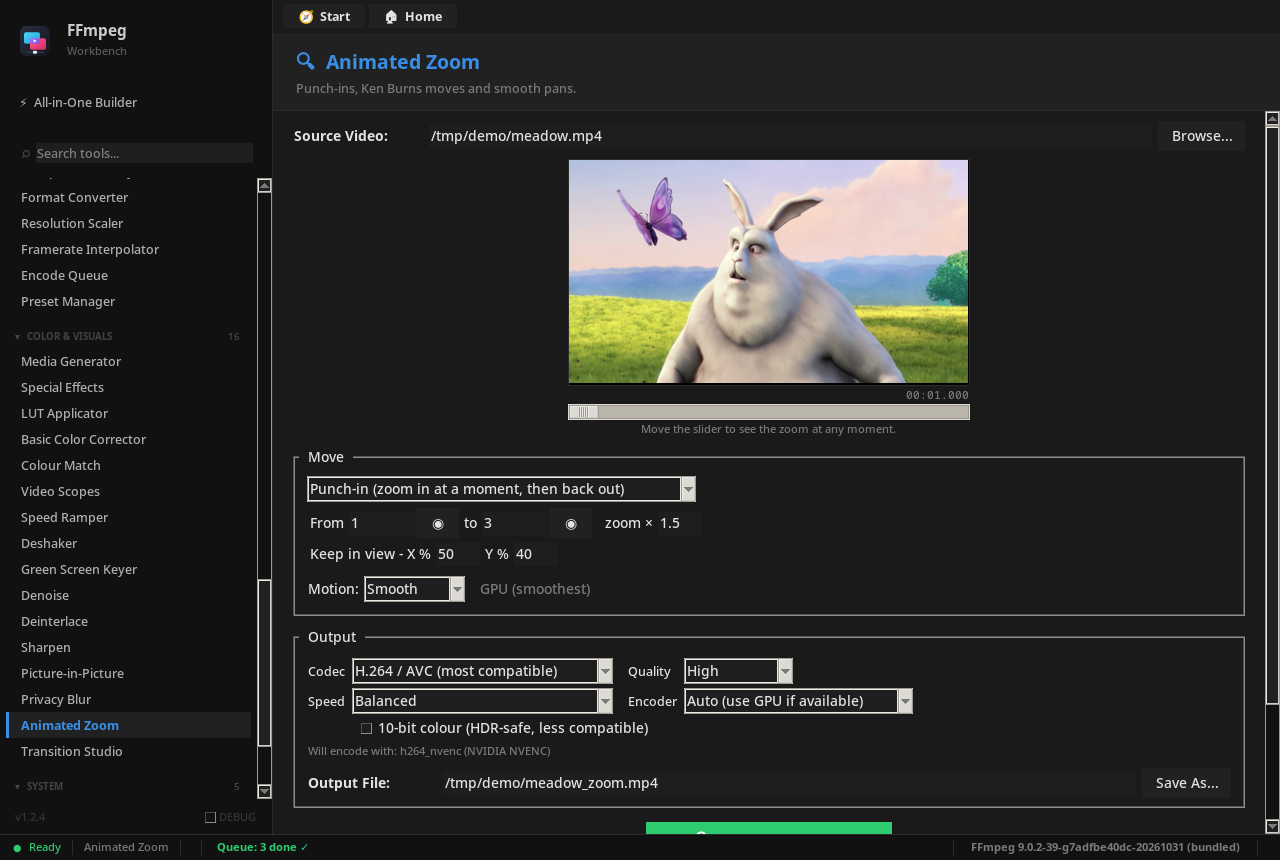 FFmpeg
Workbench
⚡ All-in-One Builder
Search tools...
Format Converter
Resolution Scaler
Framerate Interpolator
Encode Queue
Preset Manager
COLOR & VISUALS 16
Media Generator
Special Effects
LUT Applicator
Basic Color Corrector
Colour Match
Video Scopes
Speed Ramper
Deshaker
Green Screen Keyer
Denoise
Deinterlace
Sharpen
Picture-in-Picture
Privacy Blur
Animated Zoom
Transition Studio
SYSTEM 5
v1.2.4 DEBUG
Start Home
Animated Zoom
Punch-ins, Ken Burns moves and smooth pans.
Source Video: /tmp/demo/meadow.mp4 Browse...
00:01.000
Move the slider to see the zoom at any moment.
Move
Punch-in (zoom in at a moment, then back out)
From 1 ◉ to 3 ◉ zoom × 1.5
Keep in view - X % 50 Y % 40
Motion: Smooth GPU (smoothest)
Output
Codec H.264 / AVC (most compatible) Quality High
Speed Balanced Encoder Auto (use GPU if available)
10-bit colour (HDR-safe, less compatible)
Will encode with: h264_nvenc (NVIDIA NVENC)
Output File: /tmp/demo/meadow_zoom.mp4 Save As...
Ready Animated Zoom Queue: 3 done ✓ FFmpeg 9.0.2-39-g7adfbe40dc-20261031 (bundled)